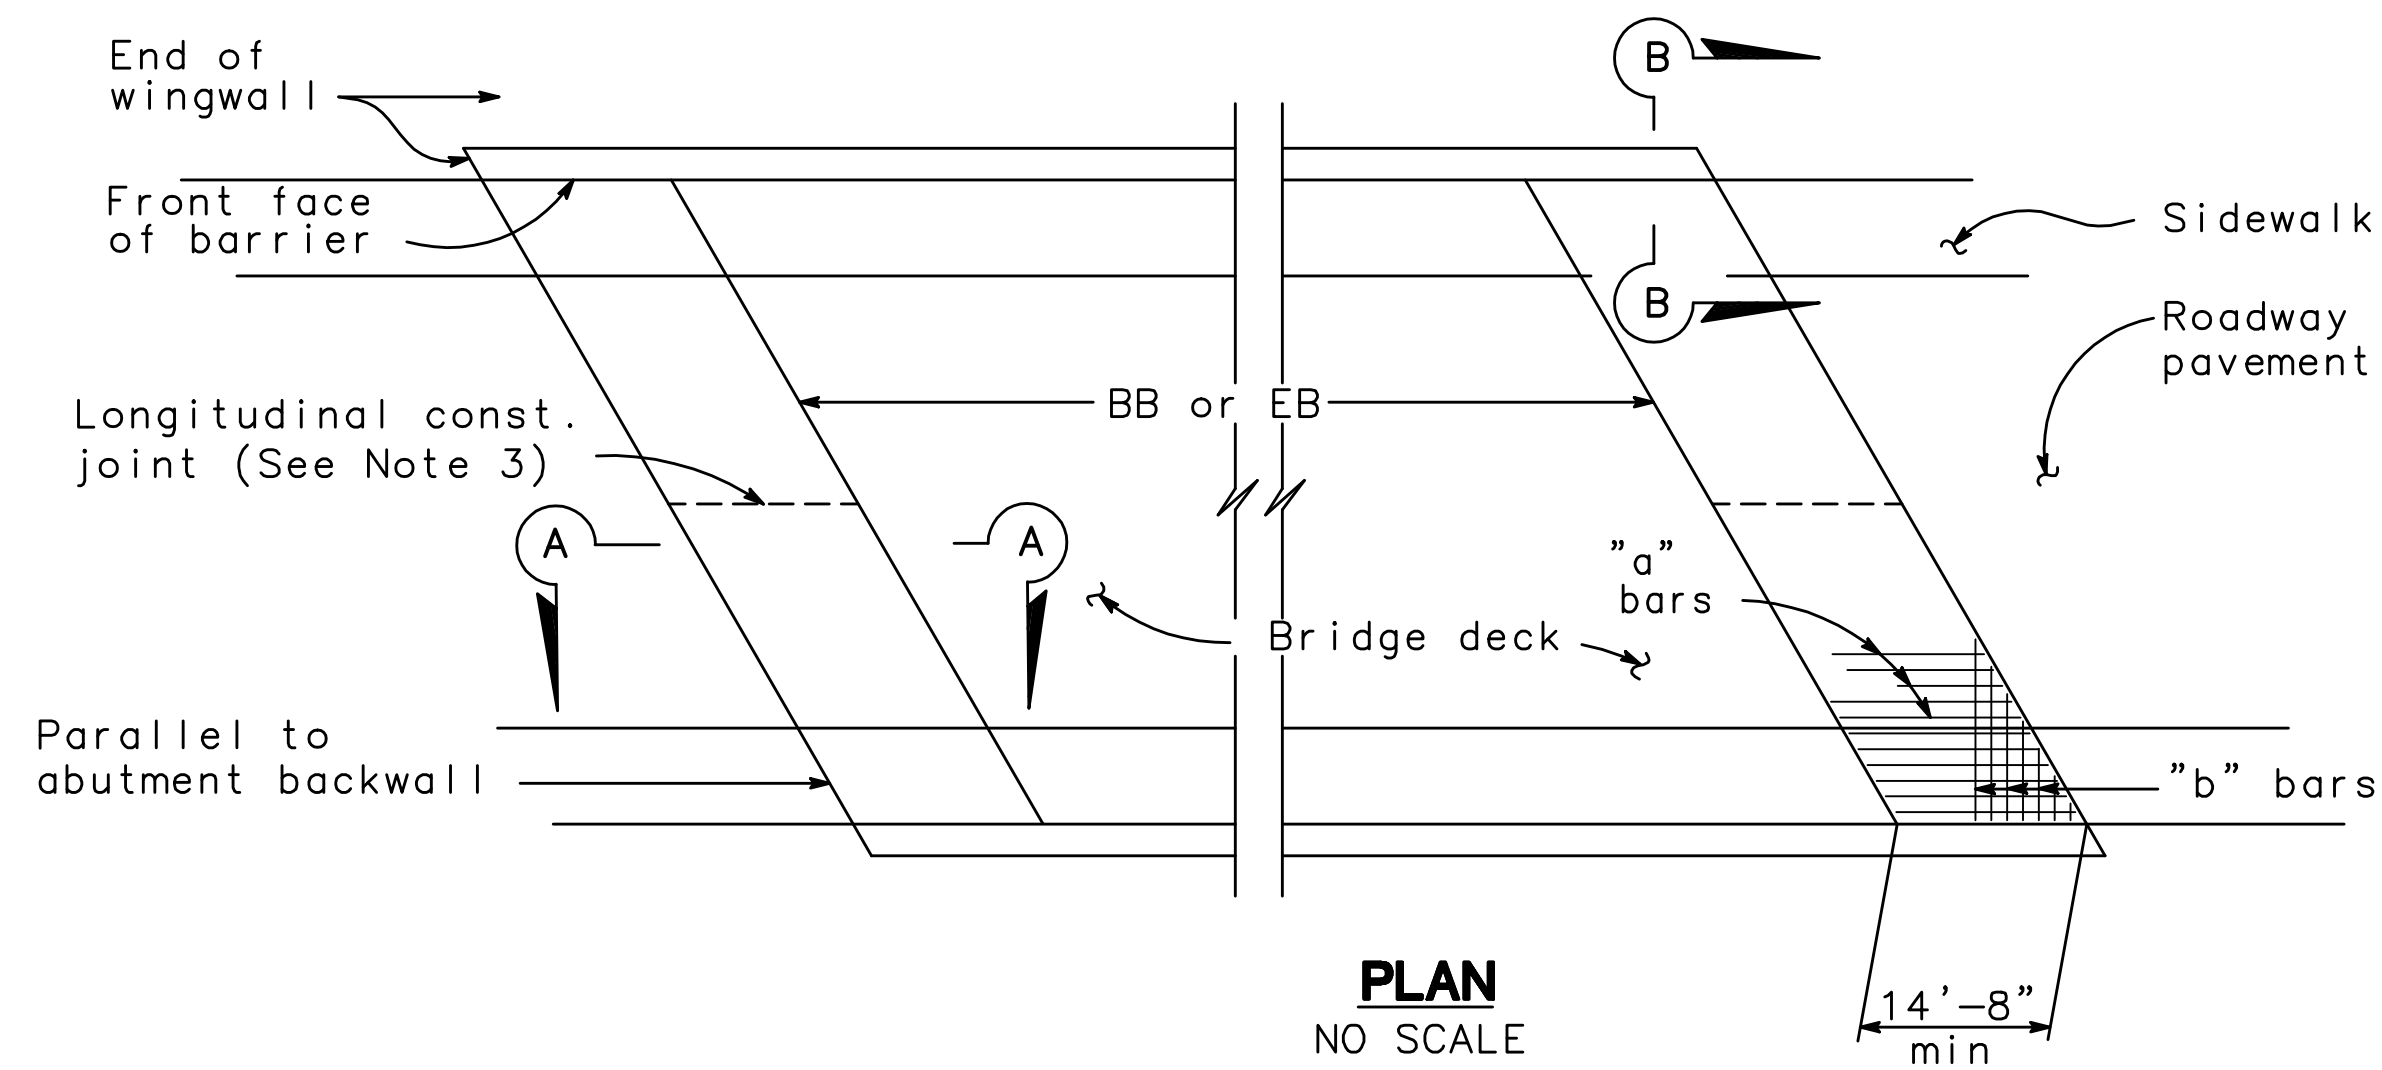 End of
wingwall
B
Front face
of barrier
Sidewalk
B
Roadway
pavement
BB or EB
Longitudinal const.
joint (See Note 3)
A
A
"a"
bars
Bridge deck
Parallel to
abutment backwall
"b" bars
PLAN
NO SCALE
14'-8"
min